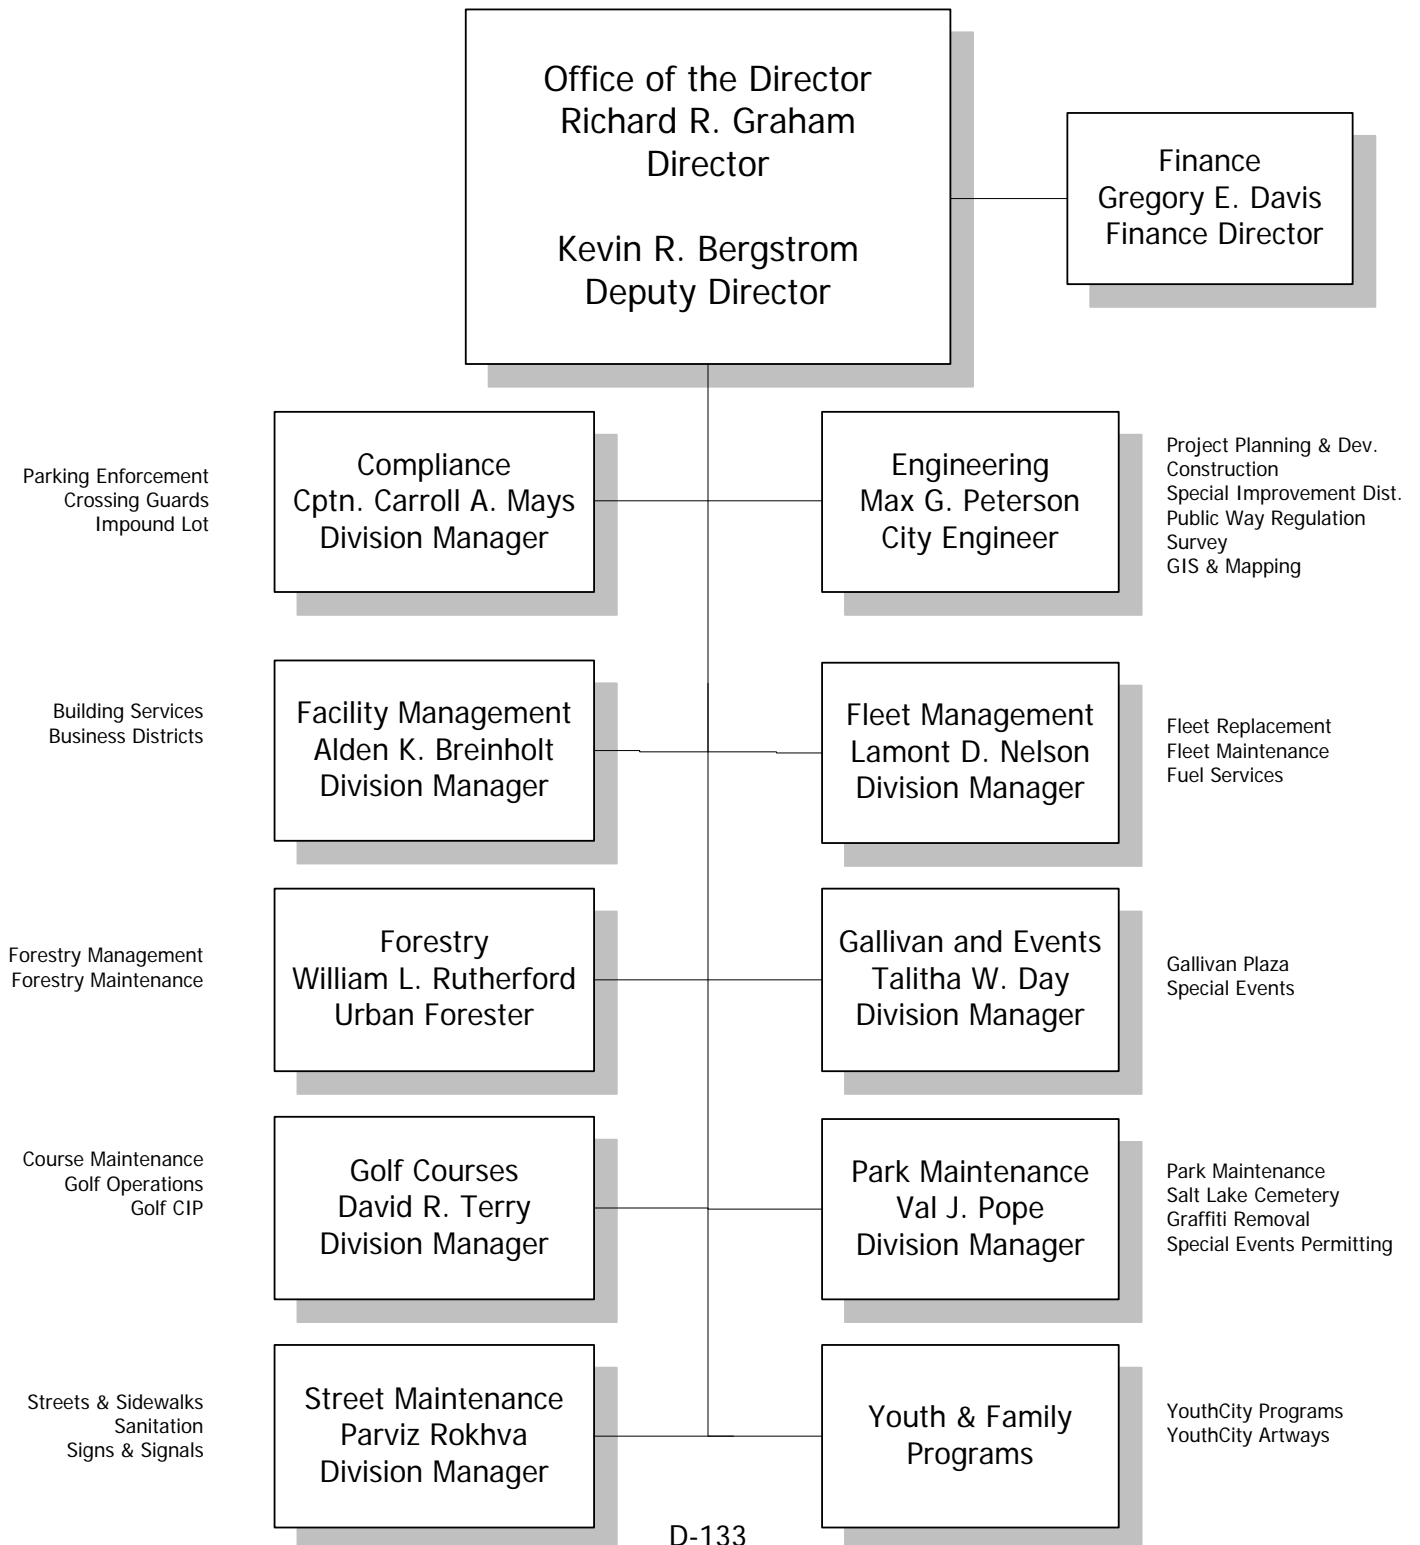 Office of the Director
Richard R. Graham
Director
Kevin R. Bergstrom
Deputy Director
Finance
Gregory E. Davis
Finance Director
Parking Enforcement
Crossing Guards
Impound Lot
Compliance
Cptn. Carroll A. Mays
Division Manager
Engineering
Max G. Peterson
City Engineer
Project Planning & Dev.
Construction
Special Improvement Dist.
Public Way Regulation
Survey
GIS & Mapping
Building Services
Business Districts
Facility Management
Alden K. Breinholt
Division Manager
Fleet Management
Lamont D. Nelson
Division Manager
Fleet Replacement
Fleet Maintenance
Fuel Services
Forestry Management
Forestry Maintenance
Forestry
William L. Rutherford
Urban Forester
Gallivan and Events
Talitha W. Day
Division Manager
Gallivan Plaza
Special Events
Course Maintenance
Golf Operations
Golf CIP
Golf Courses
David R. Terry
Division Manager
Park Maintenance
Val J. Pope
Division Manager
Park Maintenance
Salt Lake Cemetery
Graffiti Removal
Special Events Permitting
Streets & Sidewalks
Sanitation
Signs & Signals
Street Maintenance
Parviz Rokhva
Division Manager
Youth & Family
Programs
YouthCity Programs
YouthCity Artways
D-133